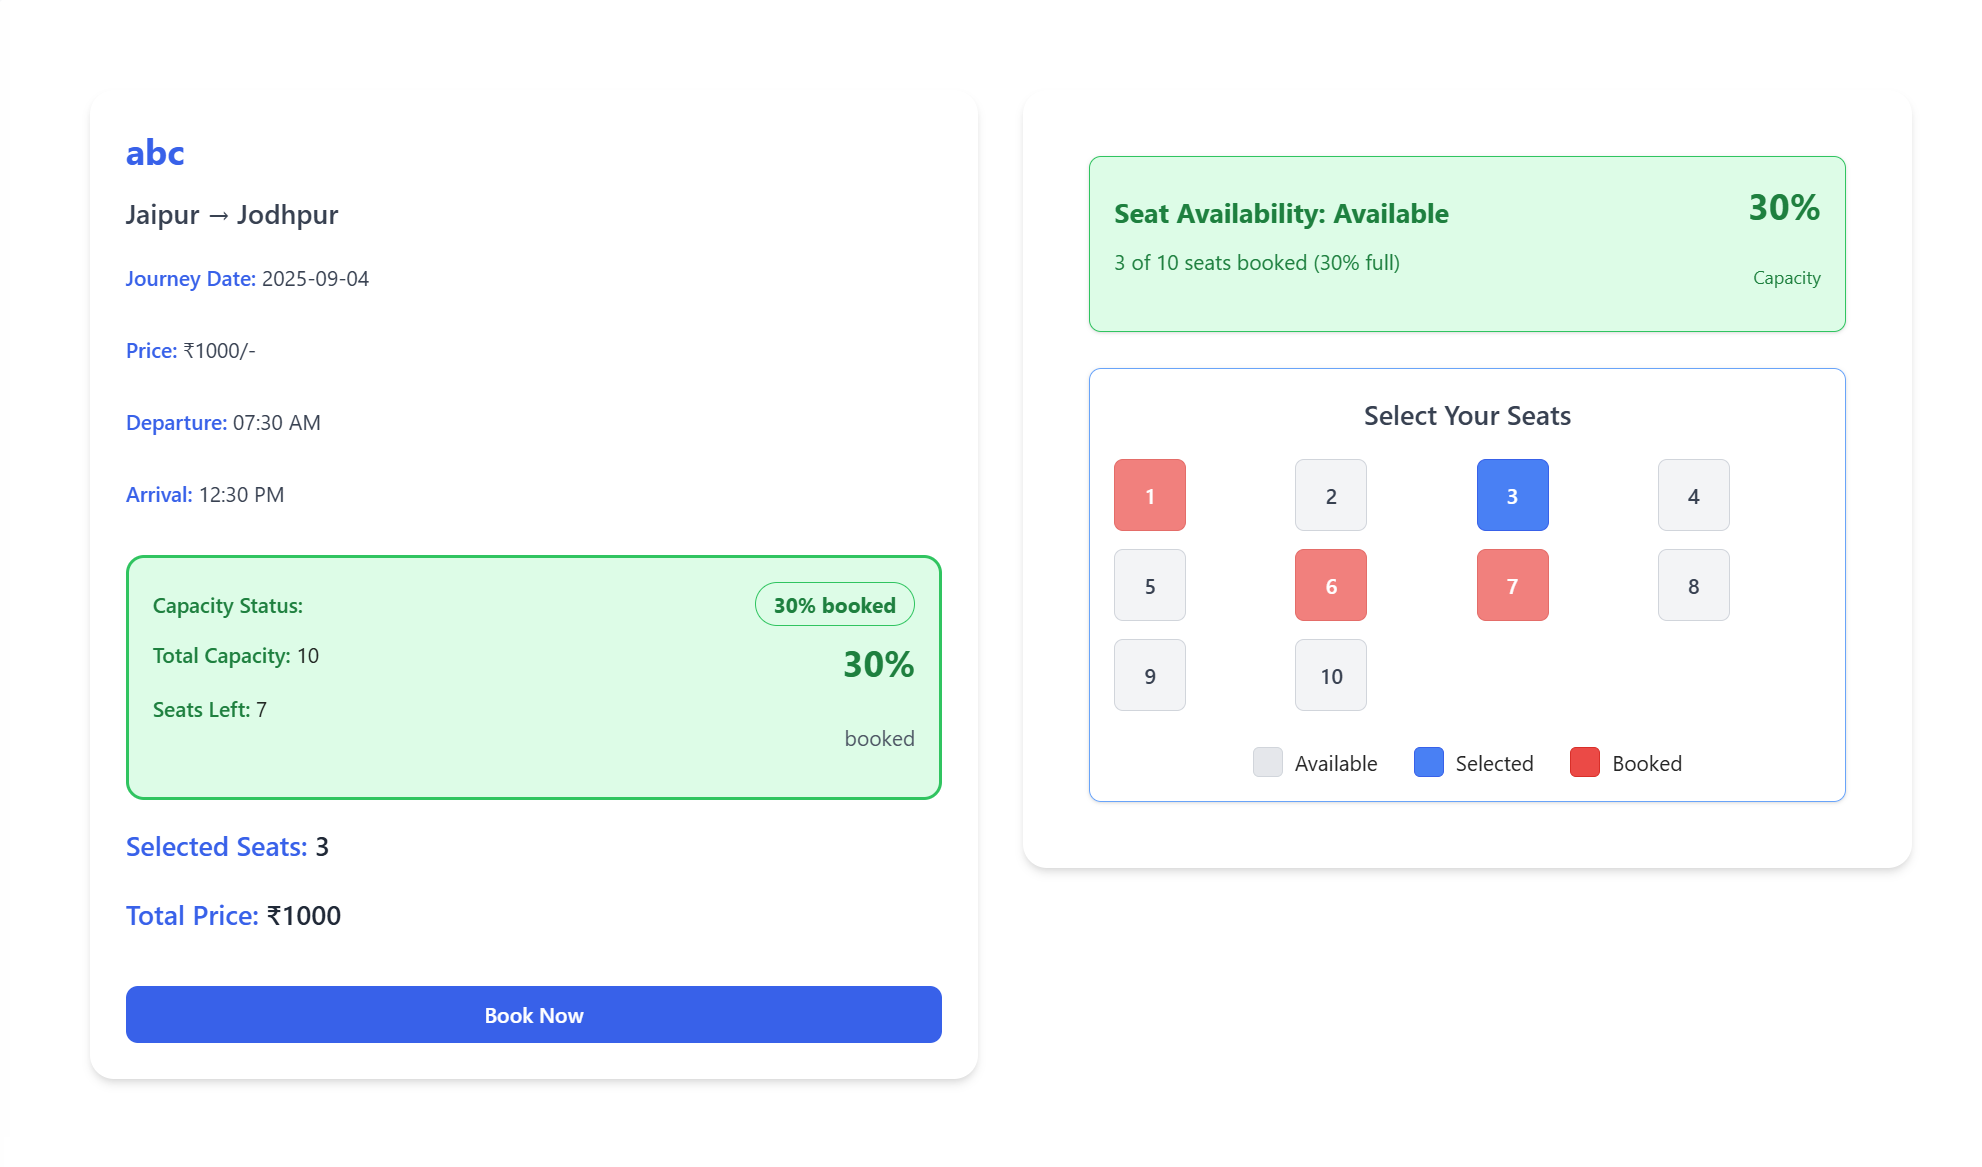 abc
Jaipur → Jodhpur
Journey Date: 2025-09-04
Price: ₹1000/-
Departure: 07:30 AM
Arrival: 12:30 PM
Capacity Status:
30% booked
Total Capacity: 10
30%
Seats Left: 7
booked
Selected Seats: 3
Total Price: ₹1000
Book Now
Seat Availability: Available
30%
3 of 10 seats booked (30% full)
Capacity
Select Your Seats
1 2 3 4
5 6 7 8
9 10
Available Selected Booked